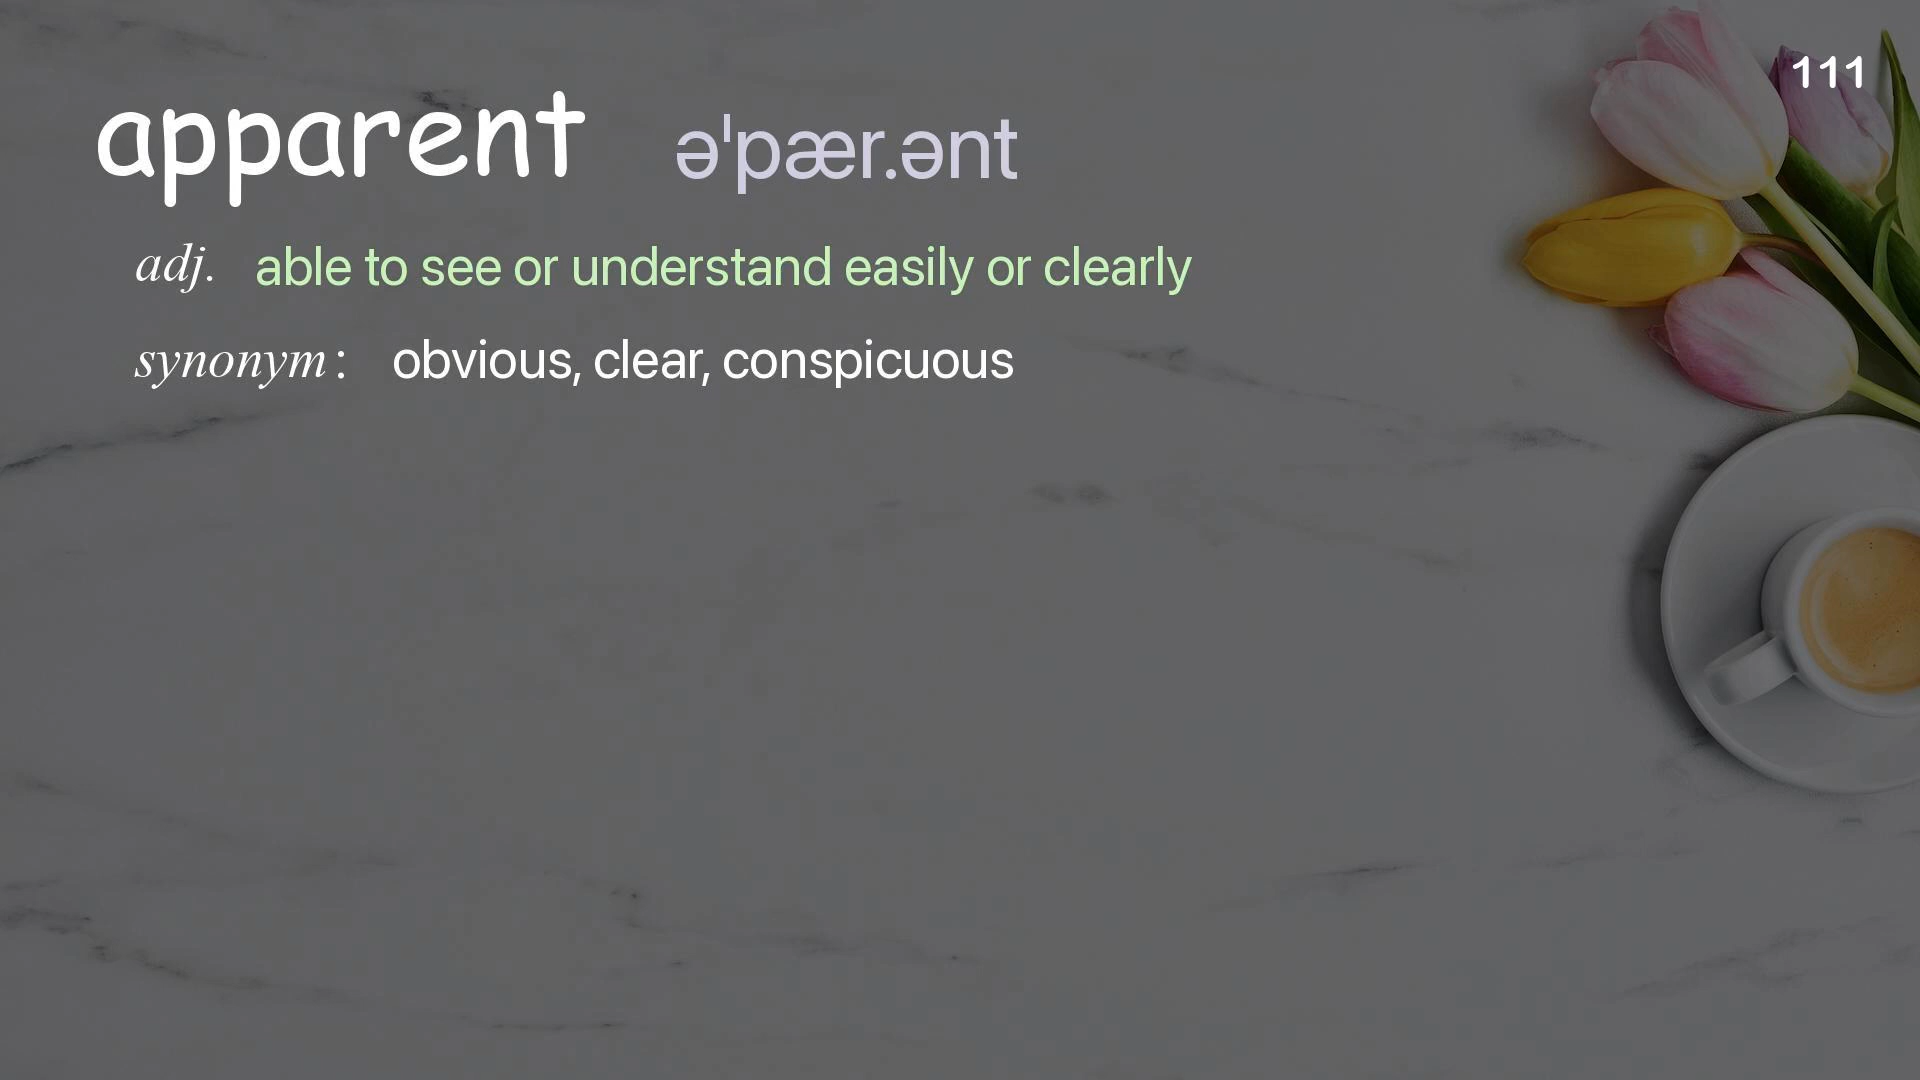 111
apparent əˈpær.ənt
adj. able to see or understand easily or clearly
synonym: obvious, clear, conspicuous